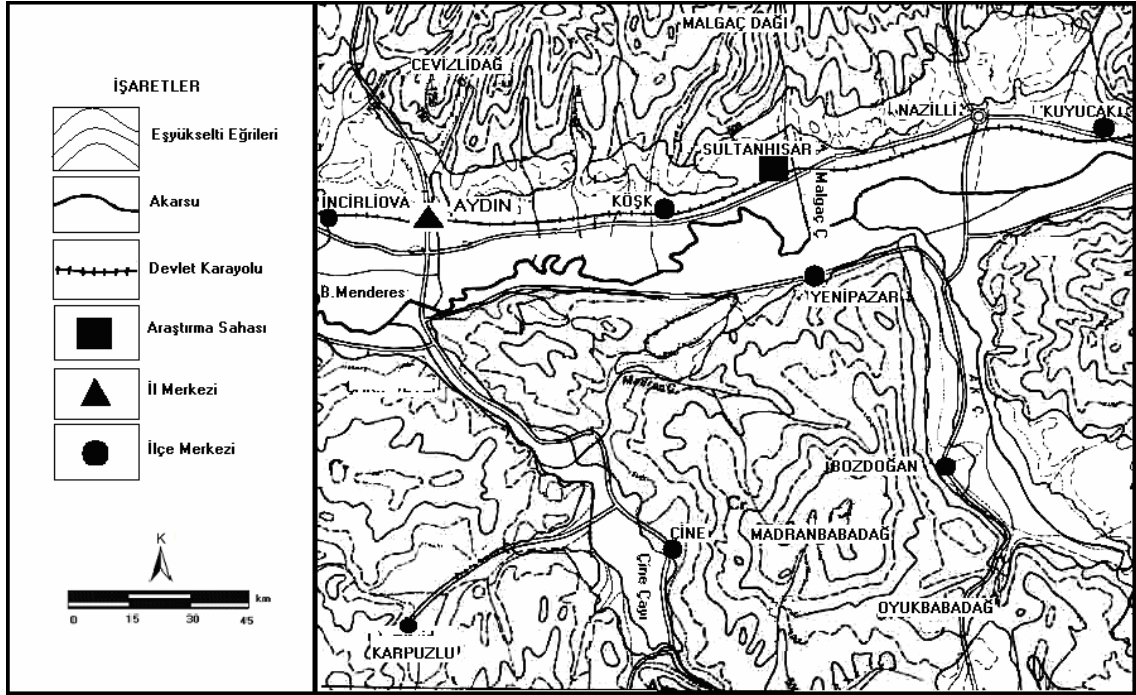 İŞARETLER
Eşyükselti Eğrileri
Akarsu
Devlet Karayolu
Araştırma Sahası
İl Merkezi
İlçe Merkezi
K
km
0 15 30 45
MALGAÇ DAĞI
CEVİZLİDAĞ
NAZİLLİ
KUYUCAK
SULTANHİSAR
İNCİRLİOVA
AYDIN
KÖŞK
Malgaç Ç
B.Menderes
YENİPAZAR
Madran Ç.
AK Ç
BOZDOĞAN
ÇİNE
MADRANBABADAĞ
Çine Çayı
OYUKBABADAĞ
KARPUZLU